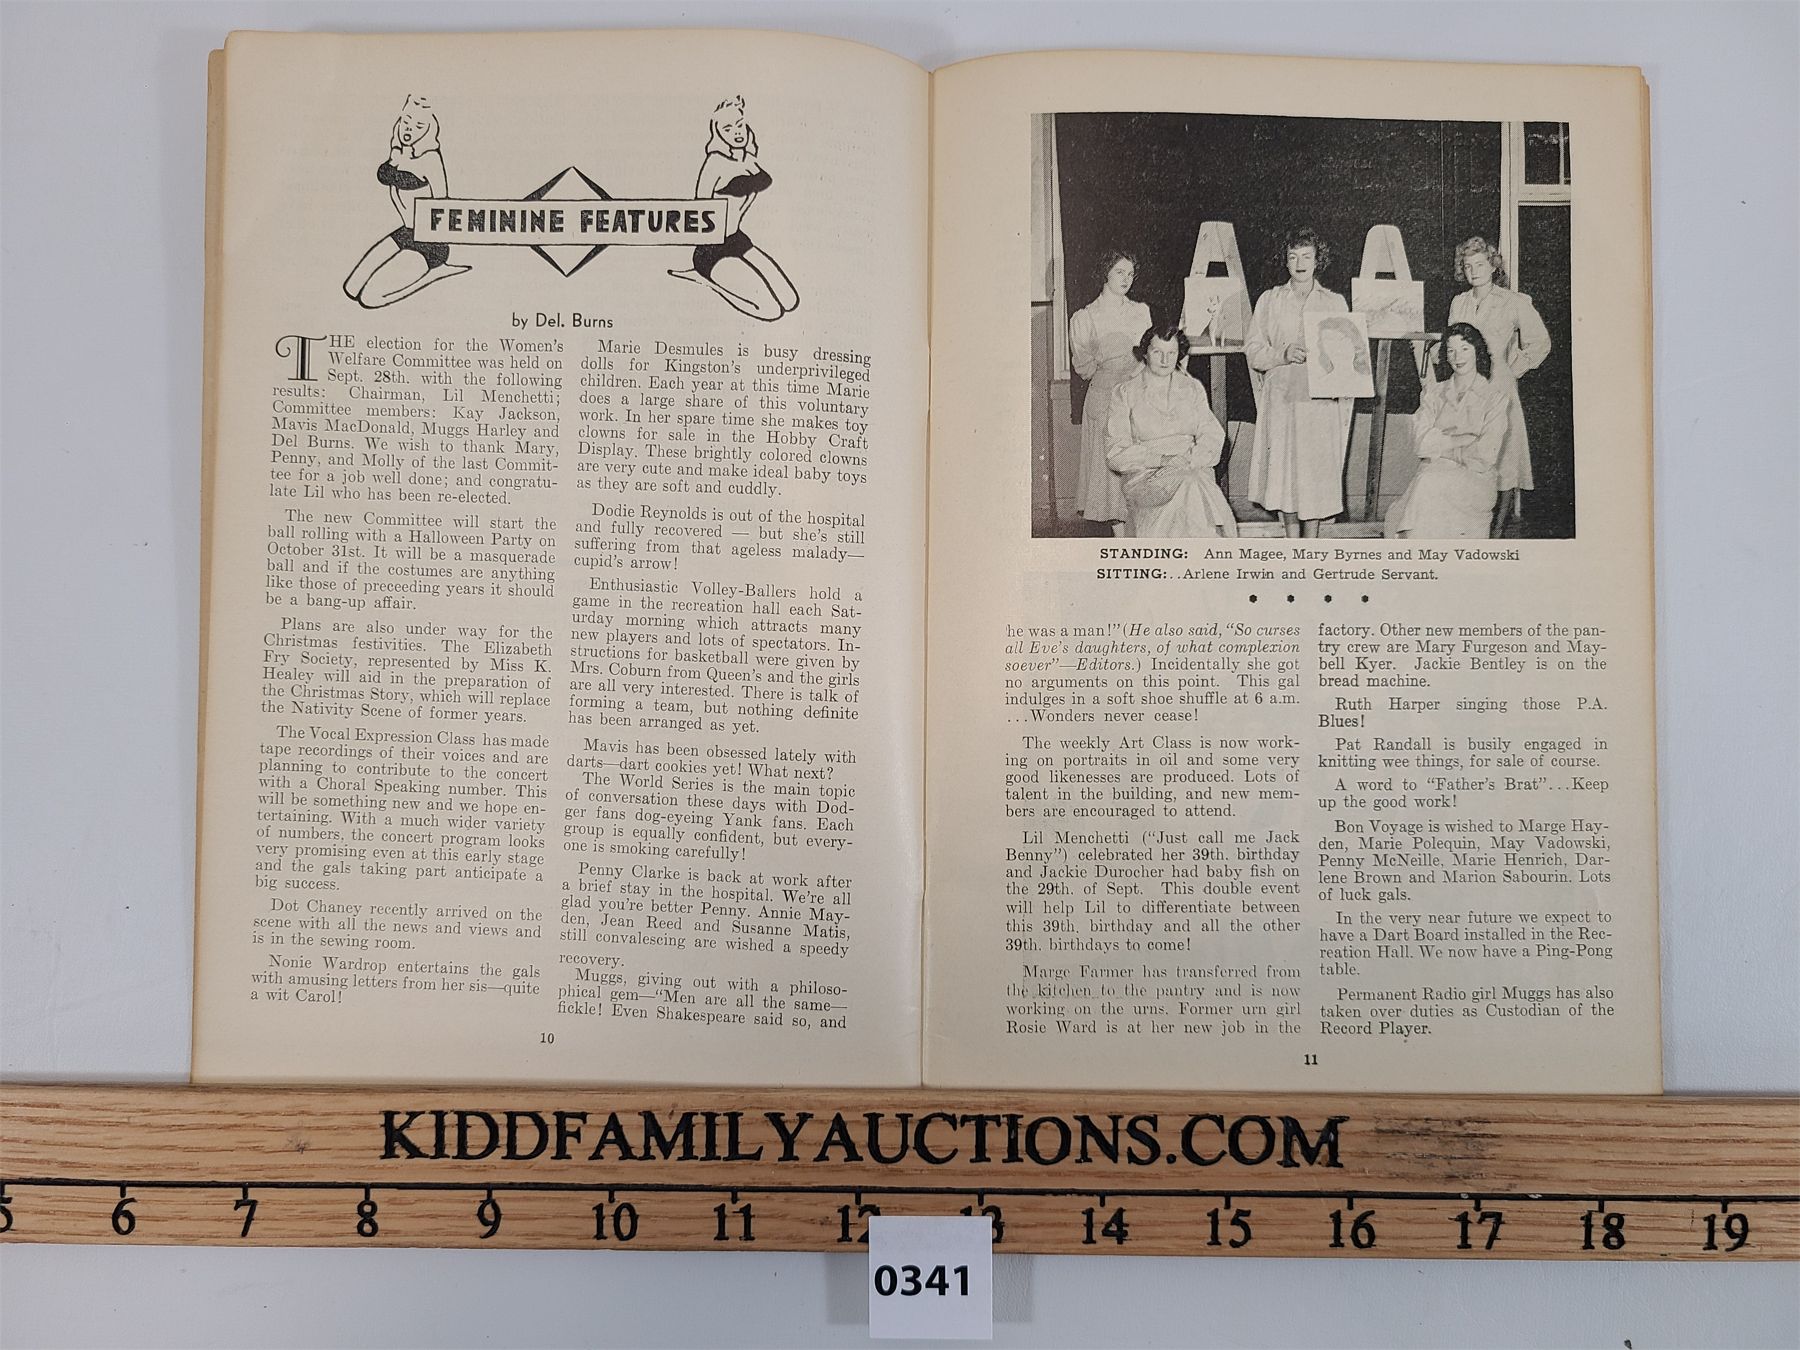 FEMININE FEATURES
by Del. Burns
THE election for the Women's
Welfare Committee was held on
Sept. 28th. with the following
results: Chairman, Lil Menchetti;
Committee members: Kay Jackson,
Mavis MacDonald, Muggs Harley and
Del Burns. We wish to thank Mary,
Penny, and Molly of the last Commit-
tee for a job well done; and congratu-
late Lil who has been re-elected.
The new Committee will start the
ball rolling with a Halloween Party on
October 31st. It will be a masquerade
ball and if the costumes are anything
like those of preceeding years it should
be a bang-up affair.
Plans are also under way for the
Christmas festivities. The Elizabeth
Fry Society, represented by Miss K.
Healey will aid in the preparation of
the Christmas Story, which will replace
the Nativity Scene of former years.
The Vocal Expression Class has made
tape recordings of their voices and are
planning to contribute to the concert
with a Choral Speaking number. This
will be something new and we hope en-
tertaining. With a much wider variety
of numbers, the concert program looks
very promising even at this early stage
and the gals taking part anticipate a
big success.
Dot Chaney recently arrived on the
scene with all the news and views and
is in the sewing room.
Nonie Wardrop entertains the gals
with amusing letters from her sis—quite
a wit Carol!
Marie Desmules is busy dressing
dolls for Kingston's underprivileged
children. Each year at this time Marie
does a large share of this voluntary
work. In her spare time she makes toy
clowns for sale in the Hobby Craft
Display. These brightly colored clowns
are very cute and make ideal baby toys
as they are soft and cuddly.
Dodie Reynolds is out of the hospital
and fully recovered — but she's still
suffering from that ageless malady—
cupid's arrow!
Enthusiastic Volley-Ballers hold a
game in the recreation hall each Sat-
urday morning which attracts many
new players and lots of spectators. In-
structions for basketball were given by
Mrs. Coburn from Queen's and the girls
are all very interested. There is talk of
forming a team, but nothing definite
has been arranged as yet.
Mavis has been obsessed lately with
darts—dart cookies yet! What next?
The World Series is the main topic
of conversation these days with Dod-
ger fans dog-eyeing Yank fans. Each
group is equally confident, but every-
one is smoking carefully!
Penny Clarke is back at work after
a brief stay in the hospital. We're all
glad you're better Penny. Annie May-
den, Jean Reed and Susanne Matis,
still convalescing are wished a speedy
recovery.
Muggs, giving out with a philoso-
phical gem—"Men are all the same—
fickle! Even Shakespeare said so, and
10
STANDING: Ann Magee, Mary Byrnes and May Vadowski
SITTING:..Arlene Irwin and Gertrude Servant.
he was a man!" (He also said, "So curses
all Eve's daughters, of what complexion
soever"—Editors.) Incidentally she got
no arguments on this point. This gal
indulges in a soft shoe shuffle at 6 a.m.
...Wonders never cease!
The weekly Art Class is now work-
ing on portraits in oil and some very
good likenesses are produced. Lots of
talent in the building, and new mem-
bers are encouraged to attend.
Lil Menchetti ("Just call me Jack
Benny") celebrated her 39th. birthday
and Jackie Durocher had baby fish on
the 29th. of Sept. This double event
will help Lil to differentiate between
this 39th. birthday and all the other
39th. birthdays to come!
Marge Farmer has transferred from
the kitchen to the pantry and is now
working on the urns. Former urn girl
Rosie Ward is at her new job in the
factory. Other new members of the pan-
try crew are Mary Furgeson and May-
bell Kyer. Jackie Bentley is on the
bread machine.
Ruth Harper singing those P.A.
Blues!
Pat Randall is busily engaged in
knitting wee things, for sale of course.
A word to "Father's Brat"...Keep
up the good work!
Bon Voyage is wished to Marge Hay-
den, Marie Polequin, May Vadowski,
Penny McNeille, Marie Henrich, Dar-
lene Brown and Marion Sabourin. Lots
of luck gals.
In the very near future we expect to
have a Dart Board installed in the Rec-
reation Hall. We now have a Ping-Pong
table.
Permanent Radio girl Muggs has also
taken over duties as Custodian of the
Record Player.
11
KIDDFAMILYAUCTIONS.COM
5 6 7 8 9 10 11 12 13 14 15 16 17 18 19
0341